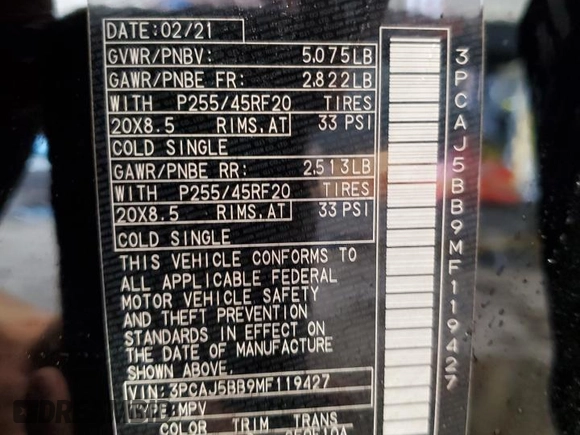 DATE:02/21
GVWR/PNBV: 5,075LB
GAWR/PNBE FR: 2,822LB
WITH P255/45RF20 TIRES
20X8.5 RIMS,AT 33 PSI
COLD SINGLE
GAWR/PNBE RR: 2,513LB
WITH P255/45RF20 TIRES
20X8.5 RIMS,AT 33 PSI
COLD SINGLE
THIS VEHICLE CONFORMS TO
ALL APPLICABLE FEDERAL
MOTOR VEHICLE SAFETY
AND THEFT PREVENTION
STANDARDS IN EFFECT ON
THE DATE OF MANUFACTURE
SHOWN ABOVE.
VIN:3PCAJ5BB9MF119427
MPV
COLOR TRIM TRANS
3PCAJ5BB9MF119427